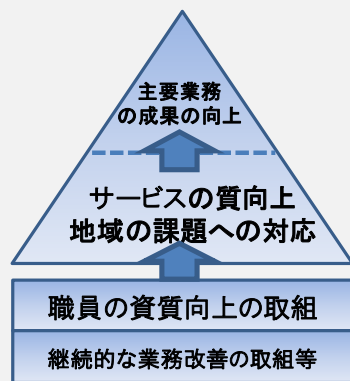 主要業務
の成果の向上
サービスの質向上
地域の課題への対応
職員の資質向上の取組
継続的な業務改善の取組等